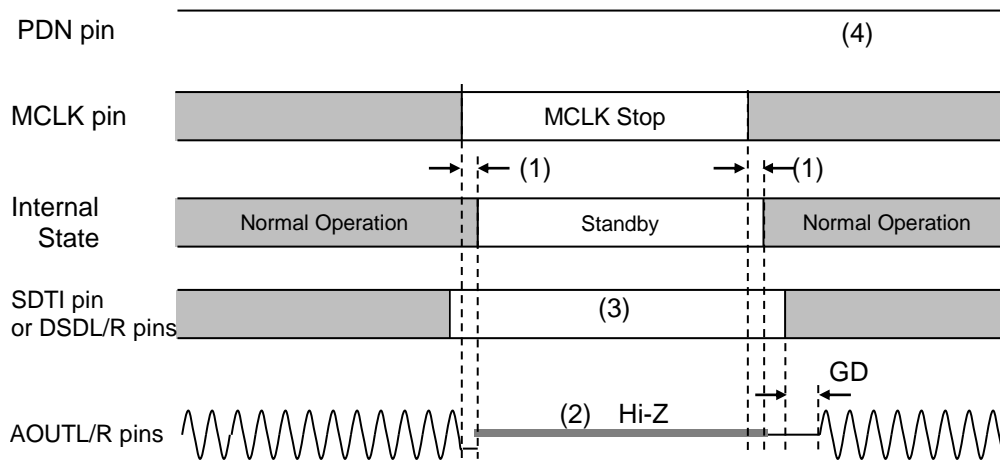 PDN pin
(4)
MCLK pin
MCLK Stop
(1)
(1)
Internal
State
Normal Operation
Standby
Normal Operation
SDTI pin
or DSDL/R pins
(3)
GD
AOUTL/R pins
(2) Hi-Z